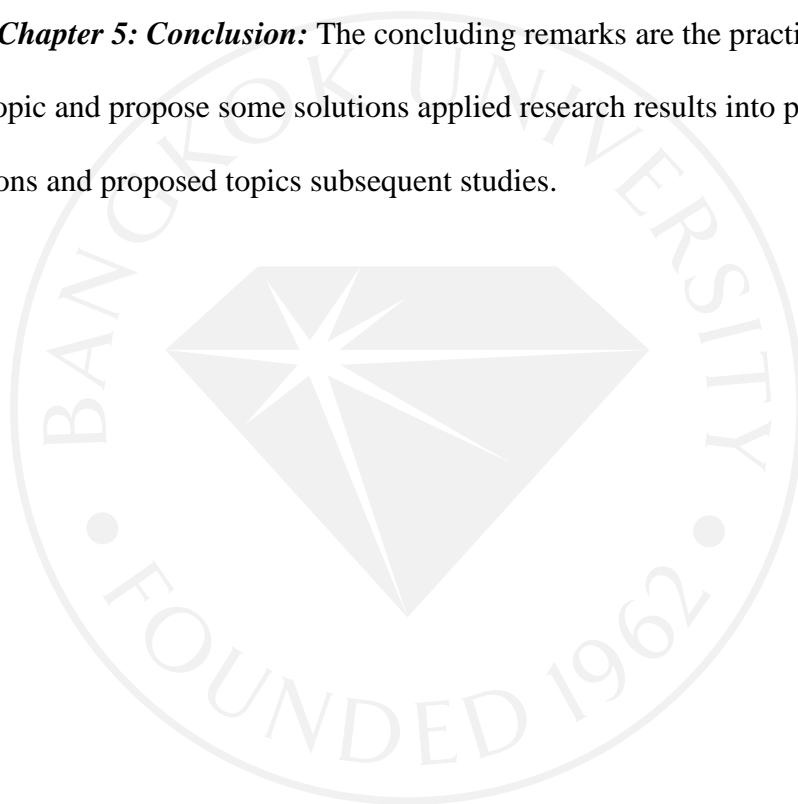 Chapter 5: Conclusion: The concluding remarks are the practi
opic and propose some solutions applied research results into p
ons and proposed topics subsequent studies.
BANGKOK UNIVERSITY
• FOUNDED 1962 •